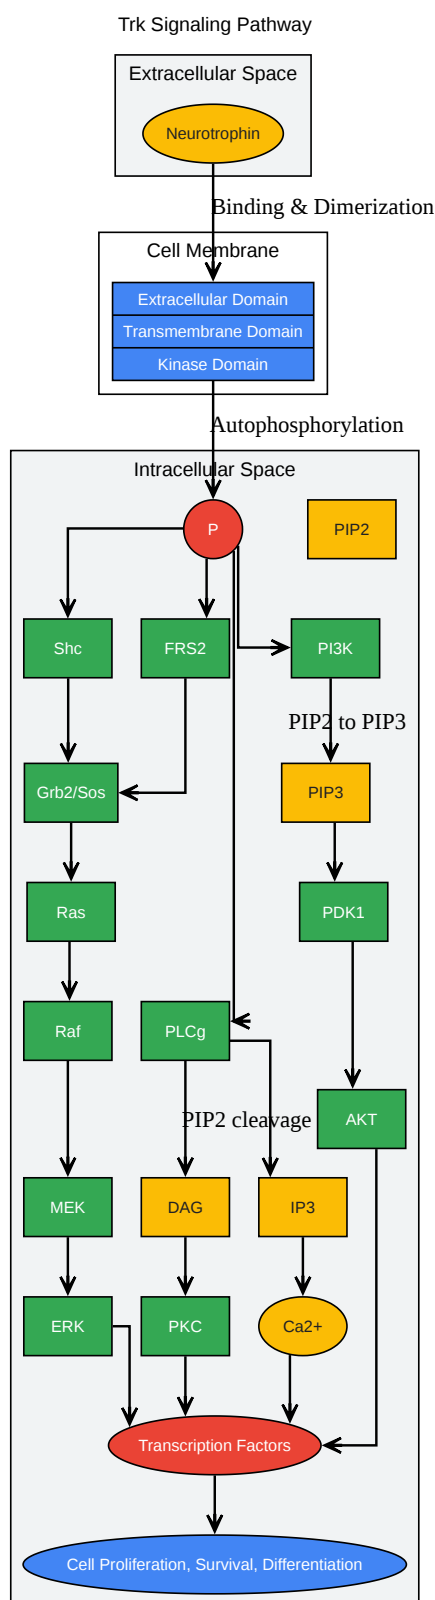 Trk Signaling Pathway
Extracellular Space
Neurotrophin
Binding & Dimerization
Cell Membrane
Extracellular Domain
Transmembrane Domain
Kinase Domain
Autophosphorylation
Intracellular Space
P
PIP2
Shc
FRS2
PI3K
PIP2 to PIP3
Grb2/Sos
PIP3
Ras
PDK1
Raf
PLCg
PIP2 cleavage
AKT
MEK
DAG
IP3
ERK
PKC
Ca2+
Transcription Factors
Cell Proliferation, Survival, Differentiation